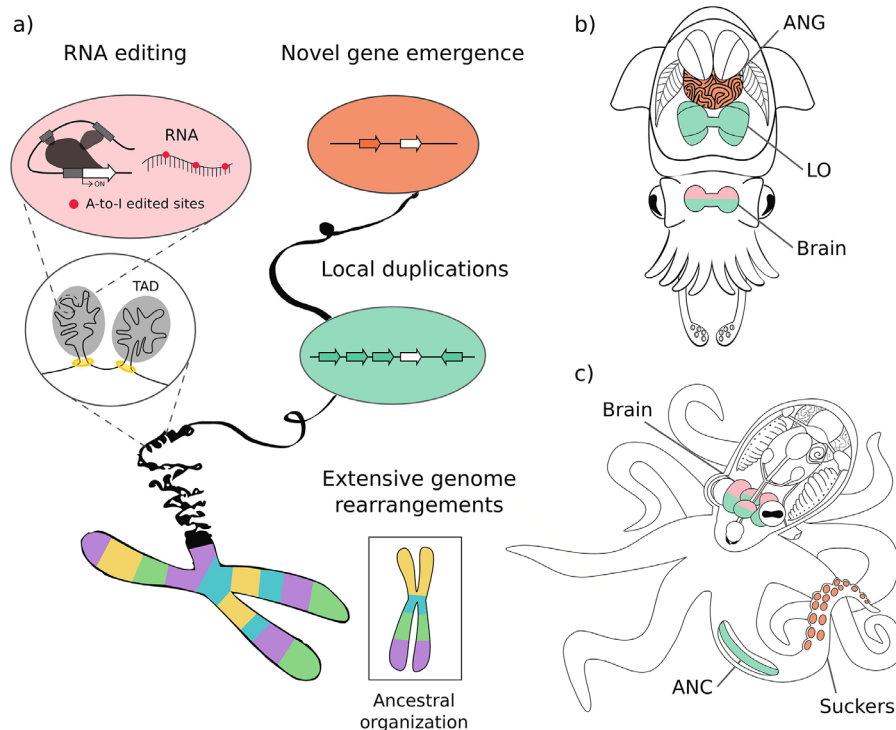 a)
RNA editing
Novel gene emergence
RNA
ON
A-to-I edited sites
TAD
Local duplications
Extensive genome
rearrangements
Ancestral
organization
b)
ANG
LO
Brain
c)
Brain
ANC
Suckers